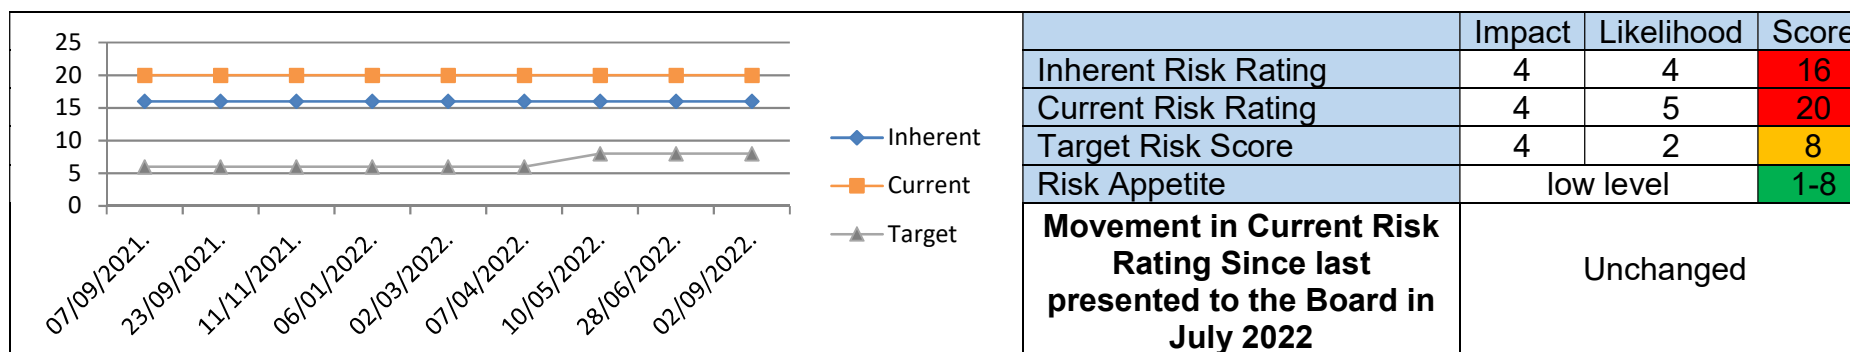 25
20
15
10
5
0
07/09/2021.
23/09/2021.
11/11/2021.
06/01/2022.
02/03/2022.
07/04/2022.
10/05/2022.
28/06/2022.
02/09/2022.
Inherent
Current
Target
Impact Likelihood Score
Inherent Risk Rating 4 4 16
Current Risk Rating 4 5 20
Target Risk Score 4 2 8
Risk Appetite low level 1-8
Movement in Current Risk
Rating Since last
presented to the Board in
July 2022
Unchanged